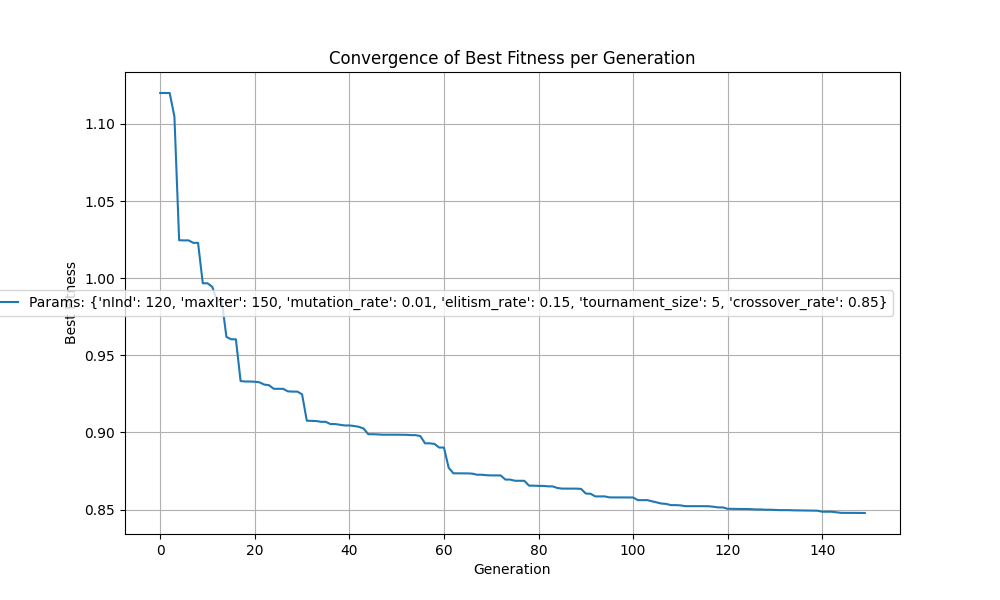 Convergence of Best Fitness per Generation
1.10
1.05
1.00
0.95
0.90
0.85
Best
ness
Params: {'nInd': 120, 'maxIter': 150, 'mutation_rate': 0.01, 'elitism_rate': 0.15, 'tournament_size': 5, 'crossover_rate': 0.85}
0 20 40 60 80 100 120 140
Generation